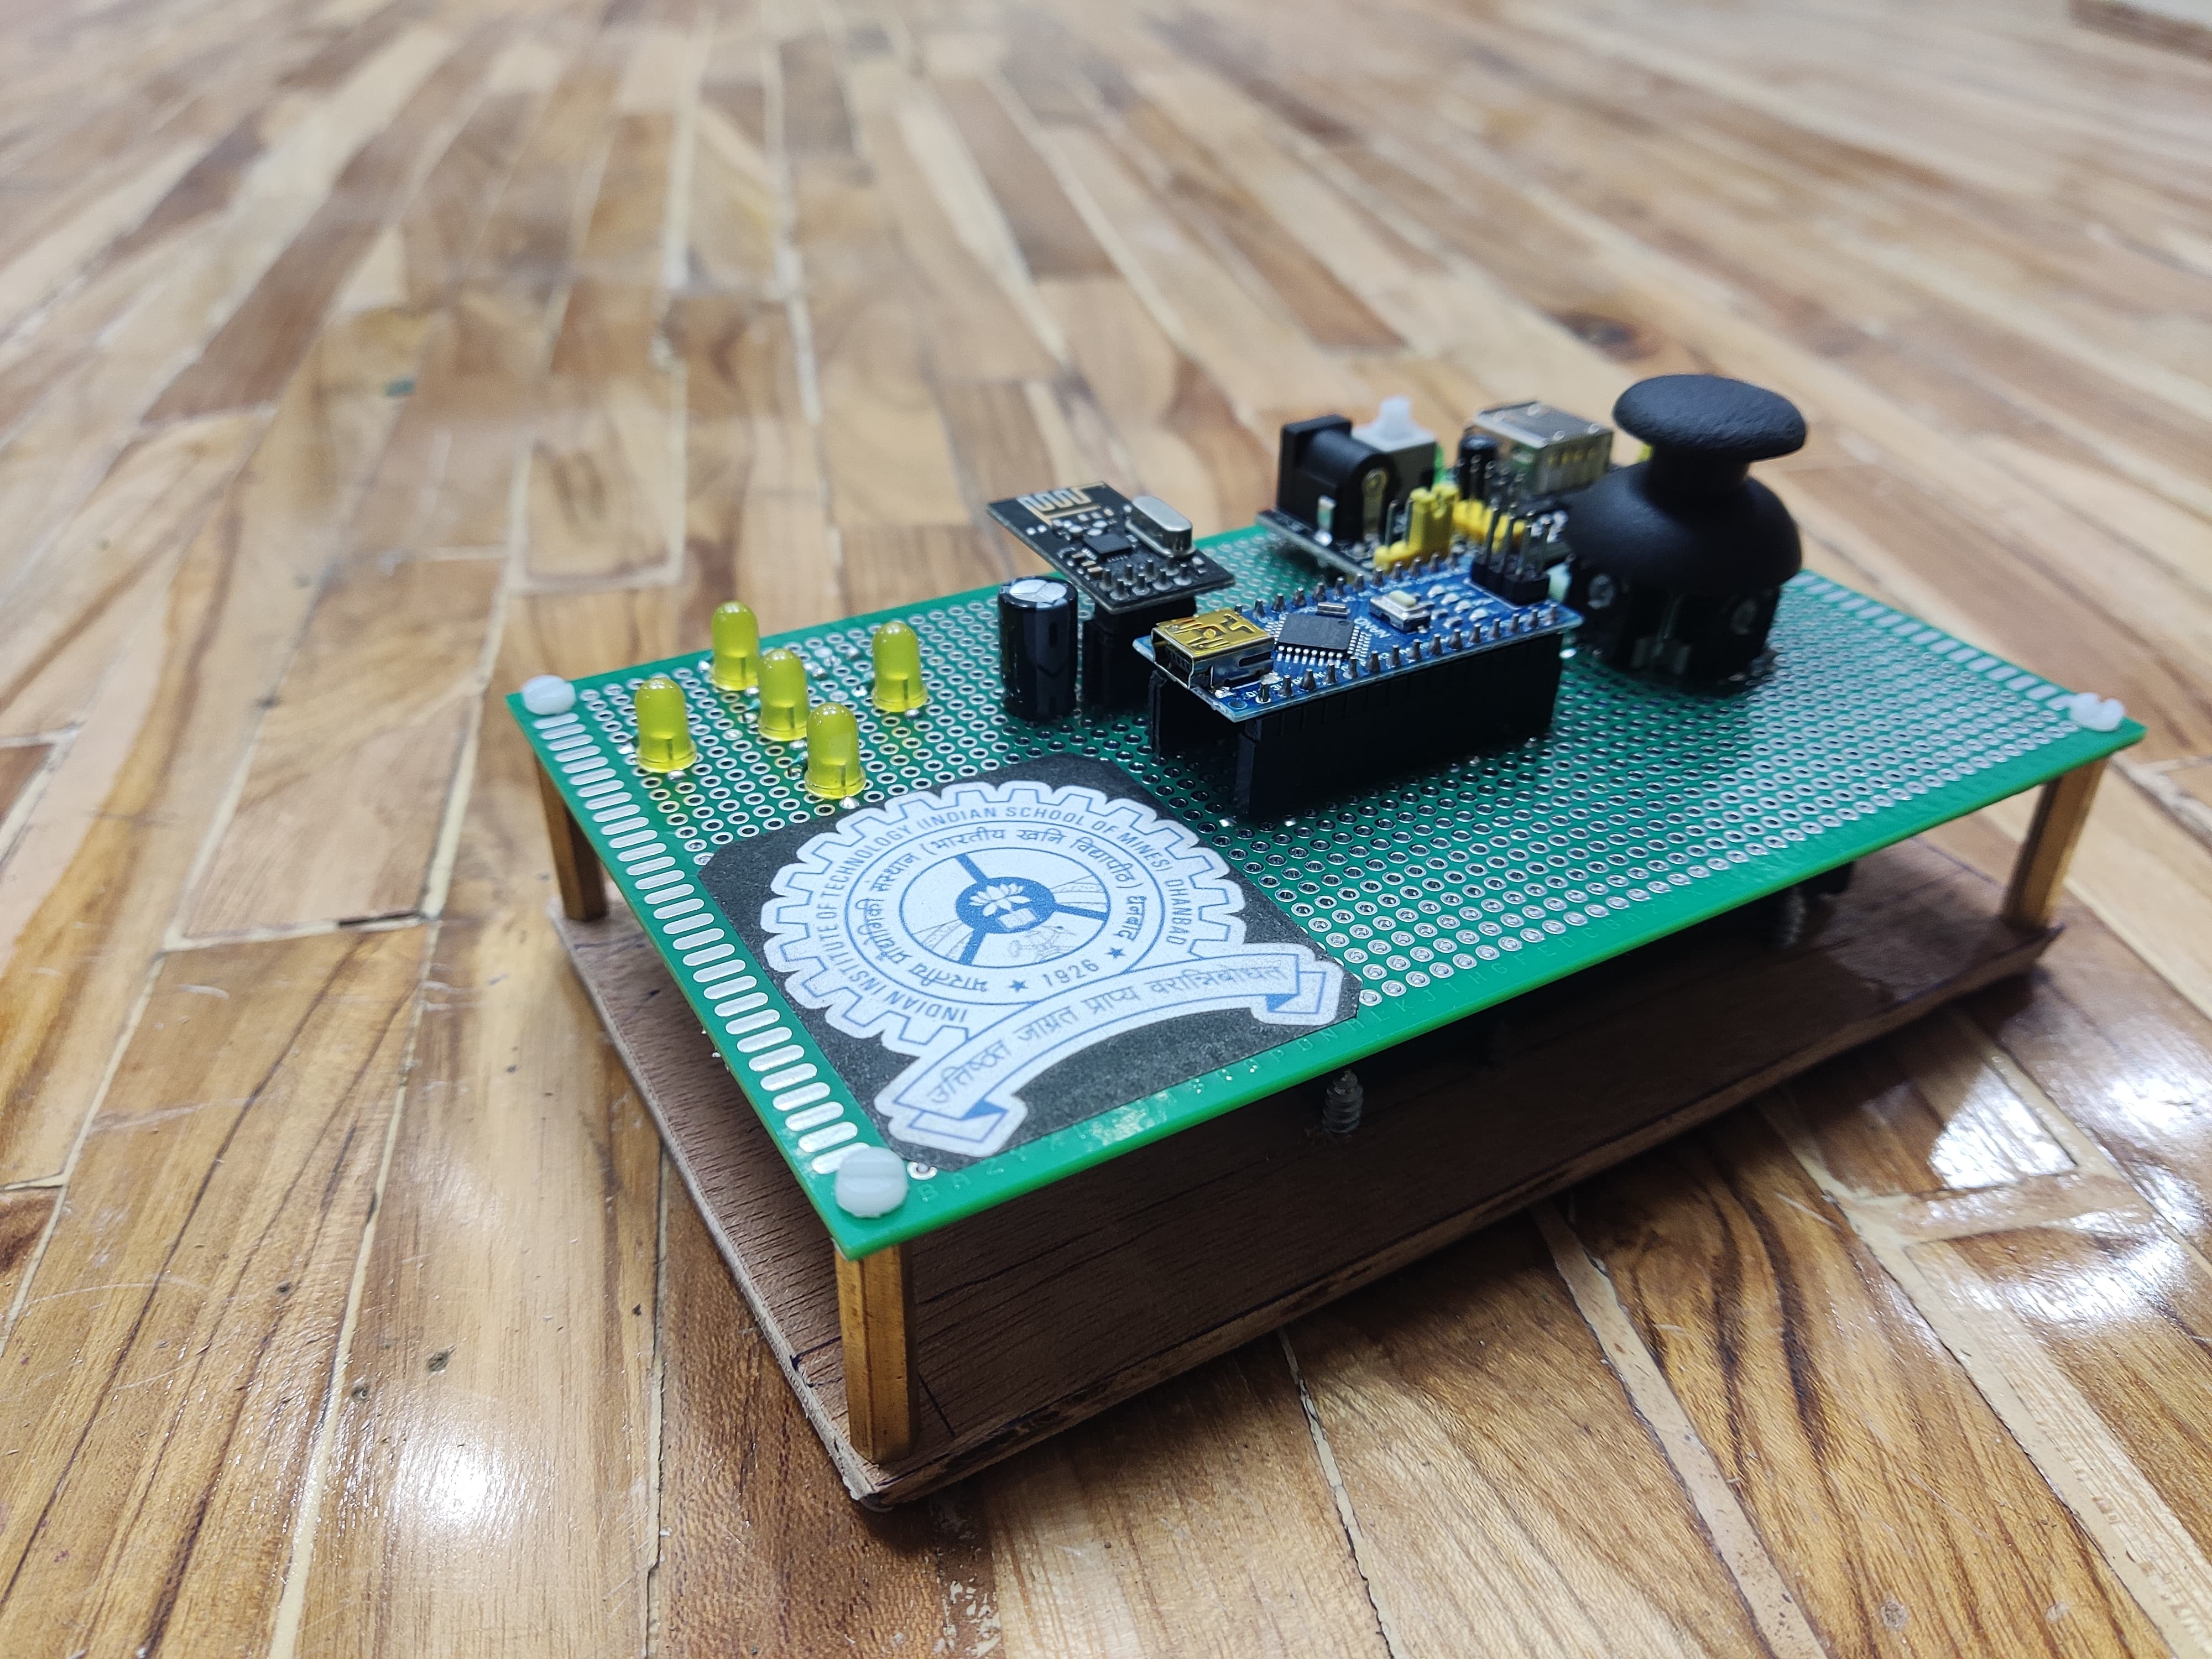 NANO
INDIAN INSTITUTE OF TECHNOLOGY (INDIAN SCHOOL OF MINES) DHANBAD
भारतीय प्रौद्योगिकी संस्थान (भारतीय खनि विद्यापीठ) धनबाद
★ 1926 ★
उत्तिष्ठत जाग्रत प्राप्य वरान्निबोधत